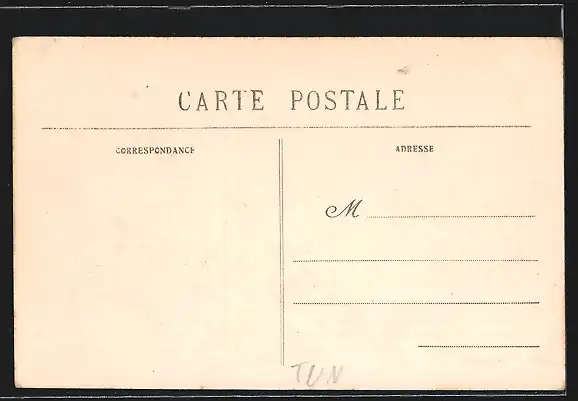 CARTE POSTALE
CORRESPONDANCE
ADRESSE
M
TUN